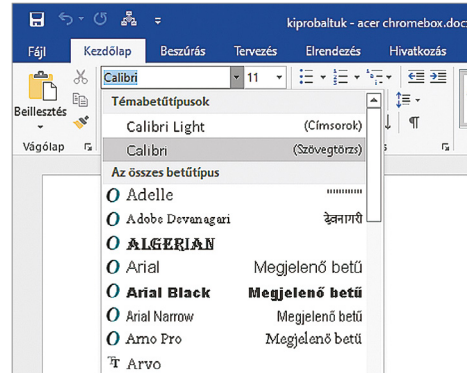 kiprobaltuk - acer chromebox.doc
Fájl Kezdőlap Beszúrás Tervezés Elrendezés Hivatkozás
Calibri 11
Beillesztés
Vágólap
Témabetűtípusok
Calibri Light (Címsorok)
Calibri (Szövegtörzs)
Az összes betűtípus
Adelle
Adobe Devanagari देवनागरी
ALGERIAN
Arial Megjelenő betű
Arial Black Megjelenő betű
Arial Narrow Megjelenő betű
Arno Pro Megjelenő betű
Arvo